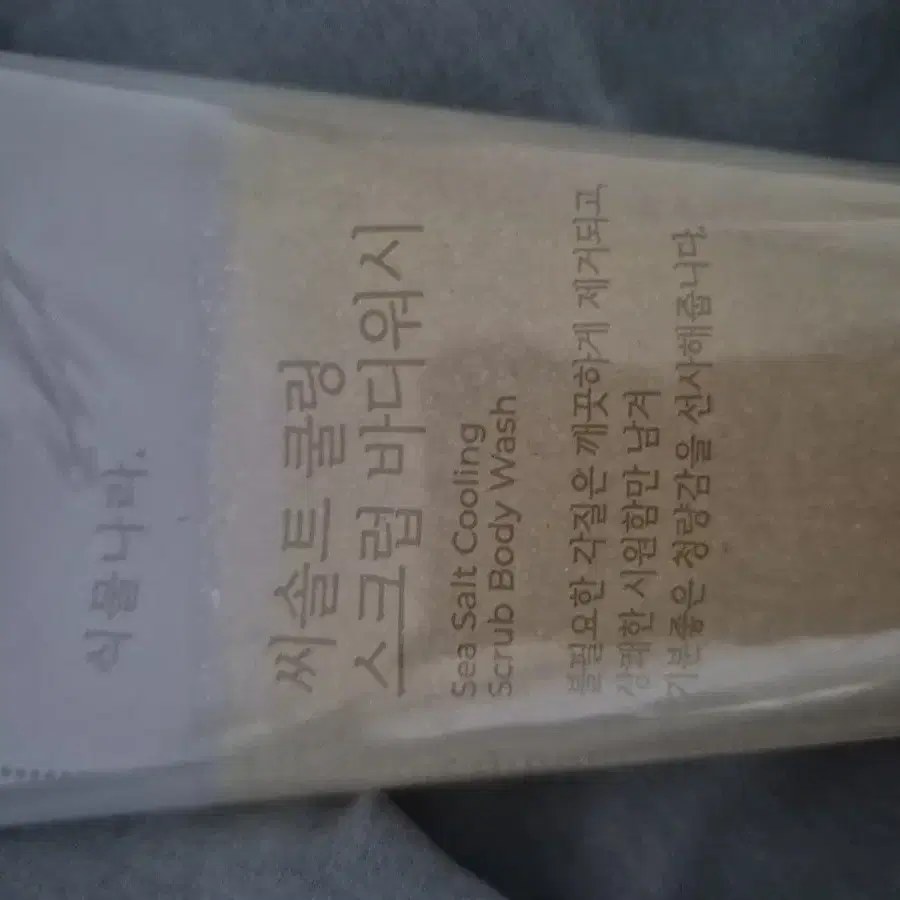 식물나라.
씨솔트 쿨링
스크럽 바디워시
Sea Salt Cooling
Scrub Body Wash
불필요한 각질은 깨끗하게 제거되고,
상쾌한 시원함만 남겨
기분좋은 청량감을 선사해줍니다.